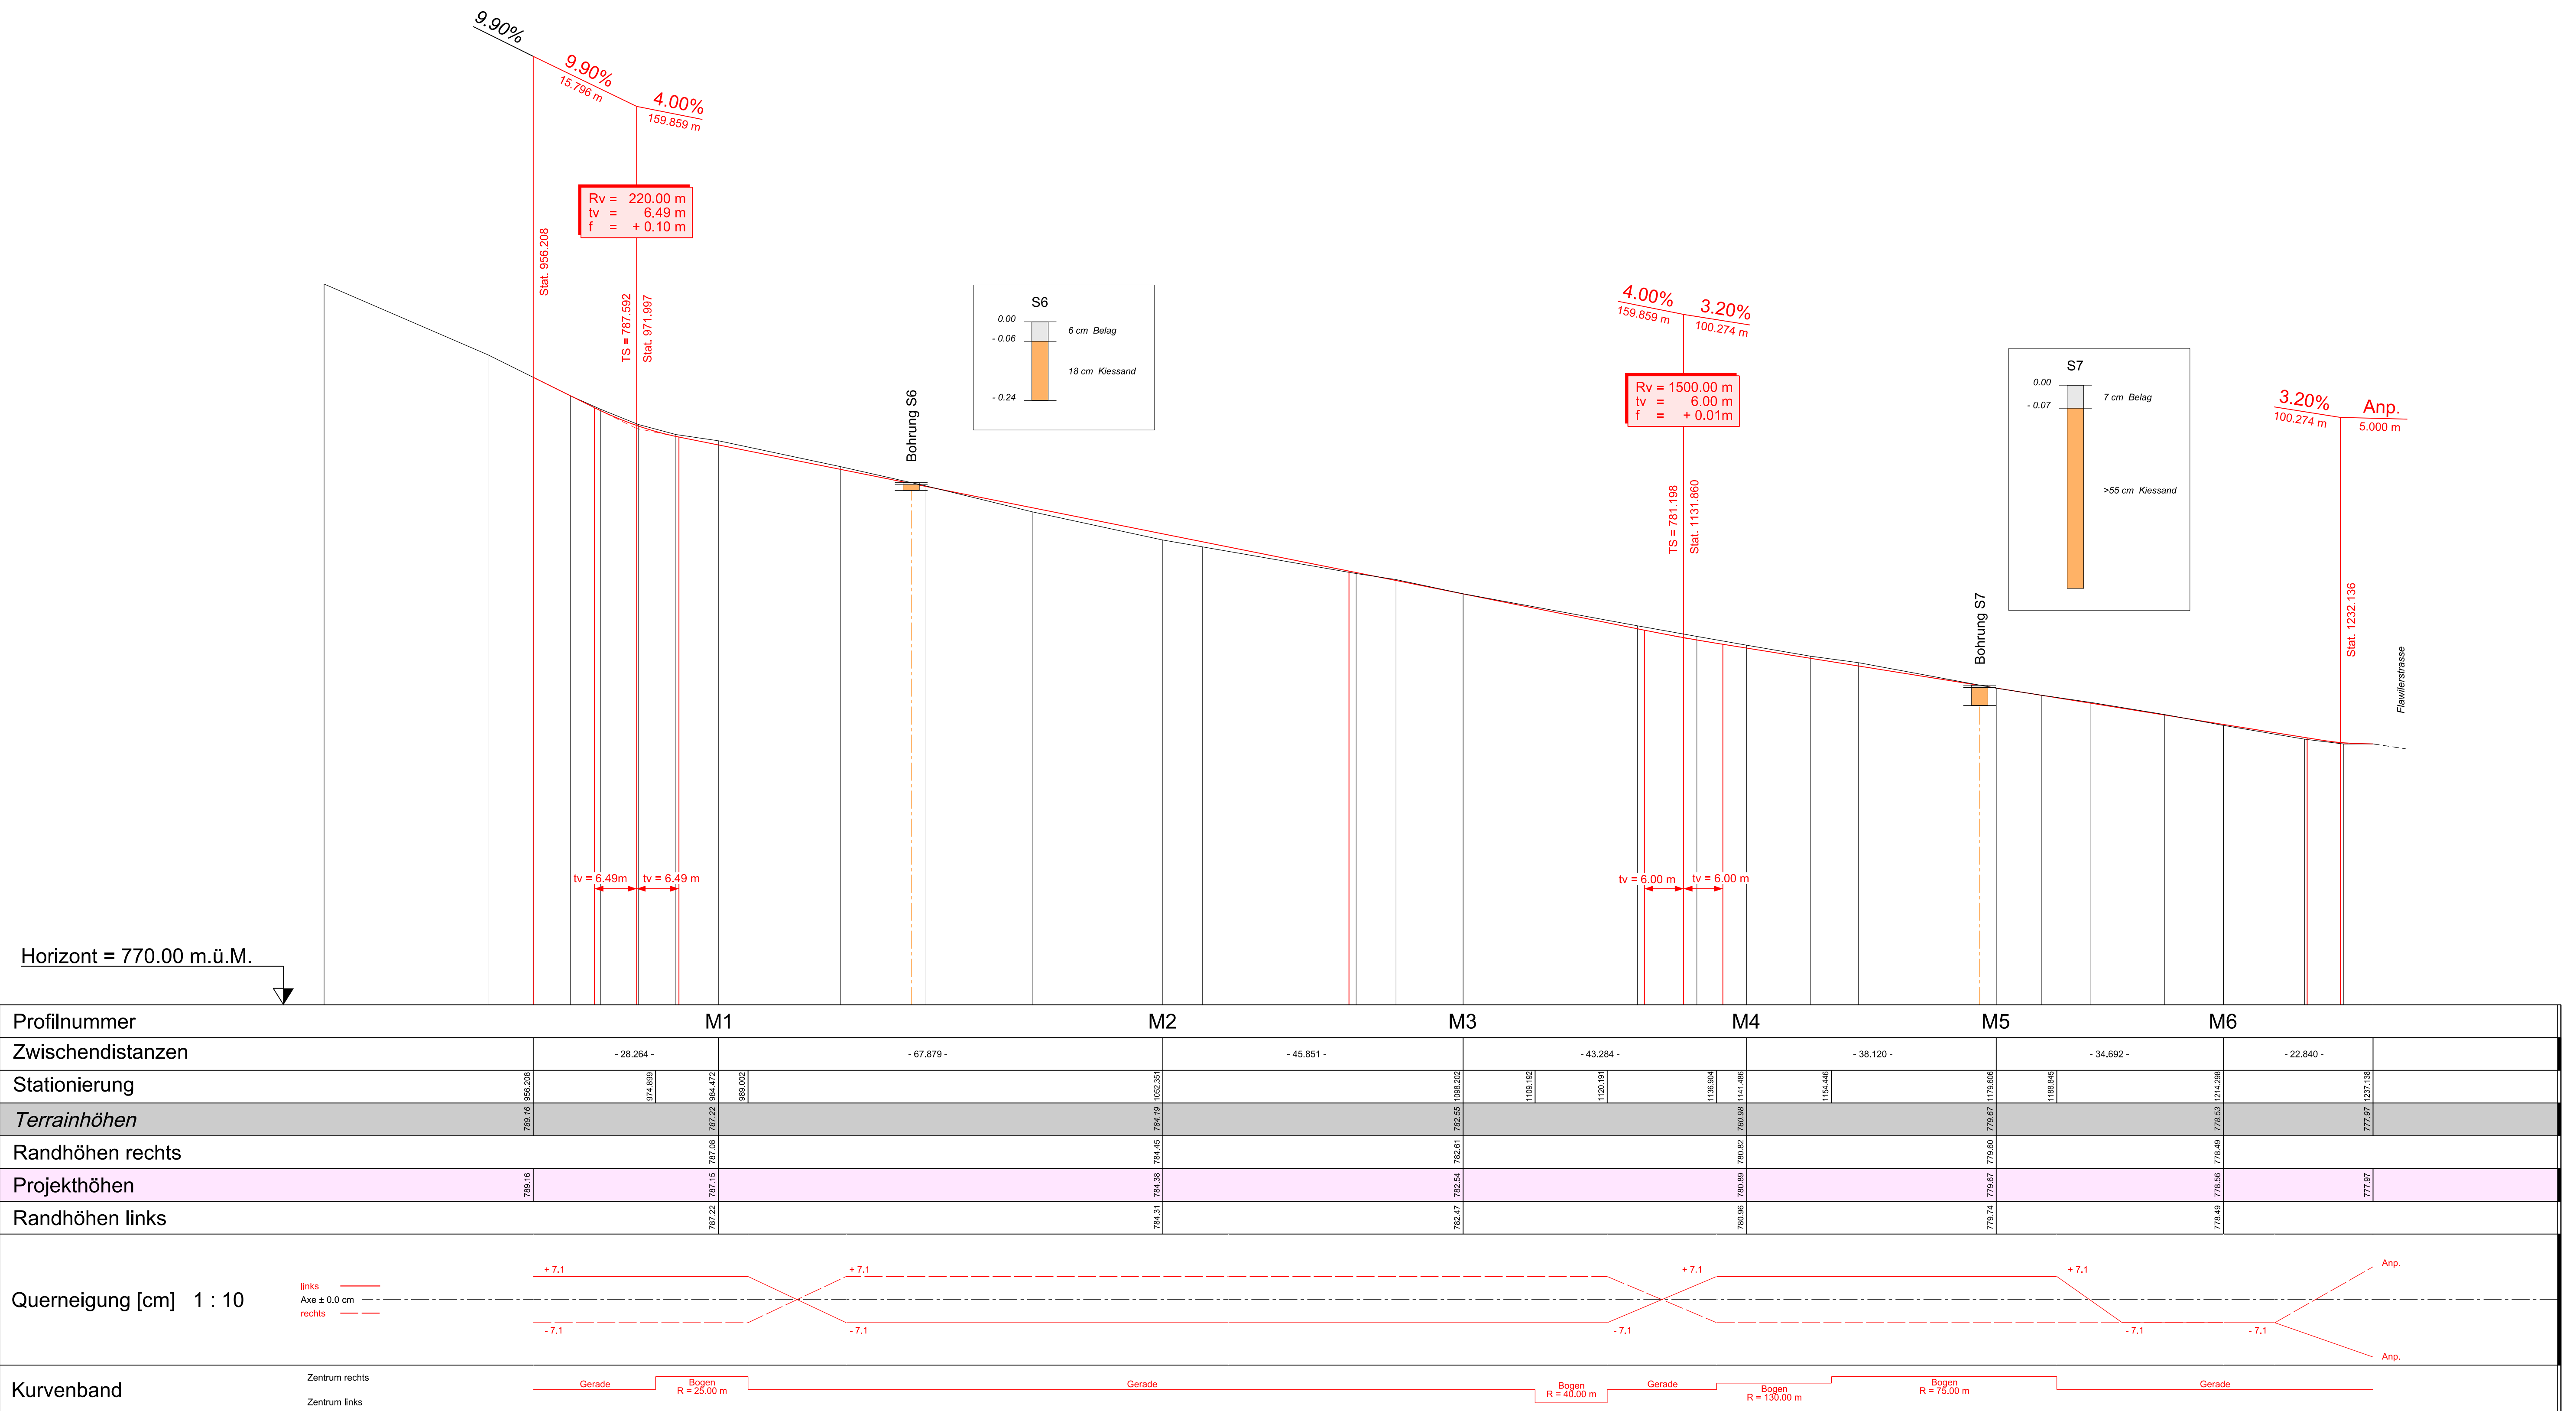 9.90%
9.90%
15.796 m
4.00%
159.859 m
Rv = 220.00 m
tv = 6.49 m
f = + 0.10 m
Stat. 956.208
TS = 787.592
Stat. 971.997
S6
0.00
- 0.06
- 0.24
6 cm Belag
18 cm Kiessand
Bohrung S6
4.00%
159.859 m
3.20%
100.274 m
Rv = 1500.00 m
tv = 6.00 m
f = + 0.01m
TS = 781.198
Stat. 1131.860
S7
0.00
- 0.07
7 cm Belag
>55 cm Kiessand
Bohrung S7
3.20%
100.274 m
Anp.
5.000 m
Stat. 1232.136
Flawilerstrasse
tv = 6.49m
tv = 6.49 m
tv = 6.00 m
tv = 6.00 m
Horizont = 770.00 m.ü.M.
Profilnummer M1 M2 M3 M4 M5 M6
Zwischendistanzen - 28.264 - - 67.879 - - 45.851 - - 43.284 - - 38.120 - - 34.692 - - 22.840 -
Stationierung 956.208 974.899 984.472 989.002 1052.351 1098.202 1109.192 1120.191 1136.904 1141.486 1154.446 1179.606 1188.845 1214.298 1237.138
Terrainhöhen 789.16 787.22 784.19 782.55 780.98 779.67 778.53 777.97
Randhöhen rechts 787.08 784.45 782.61 780.82 779.60 778.49
Projekthöhen 789.16 787.15 784.38 782.54 780.89 779.67 778.56 777.97
Randhöhen links 787.22 784.31 782.47 780.96 779.74 778.49
Querneigung [cm] 1 : 10
links
Axe ± 0.0 cm
rechts
+ 7.1 + 7.1 + 7.1 + 7.1 Anp.
- 7.1 - 7.1 - 7.1 - 7.1 - 7.1 Anp.
Kurvenband
Zentrum rechts
Zentrum links
Gerade
Bogen
R = 25.00 m
Gerade
Bogen
R = 40.00 m
Gerade
Bogen
R = 130.00 m
Bogen
R = 75.00 m
Gerade